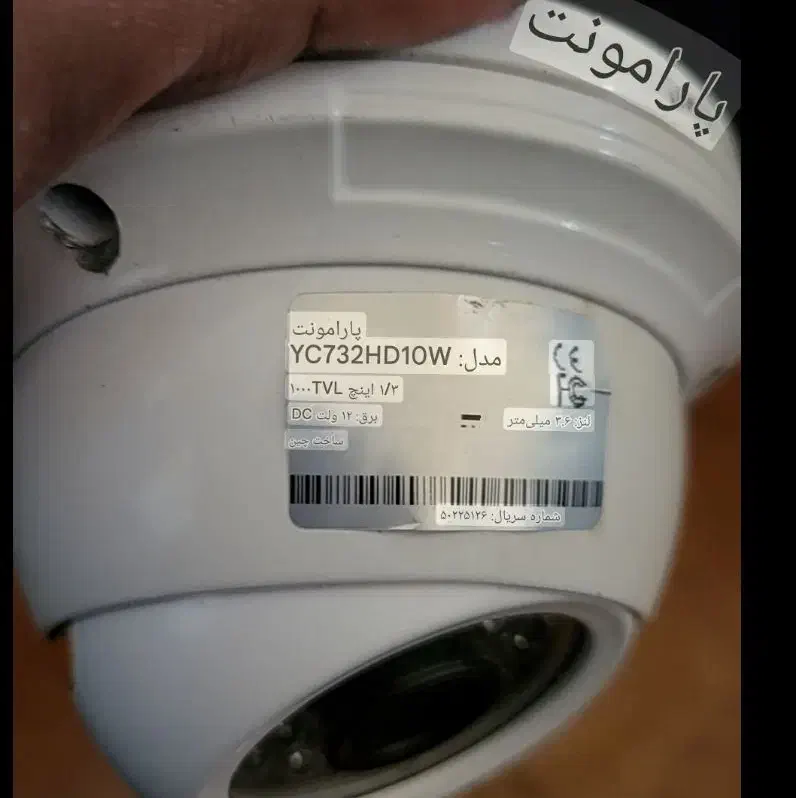 پارامونت
پارامونت
مدل: YC732HD10W
۱/۳ اینچ ۱۰۰۰TVL
برق: ۱۲ ولت DC
لنز: ۳.۶ میلی‌متر
ساخت چین
شماره سریال: ۵۰۲۲۵۱۲۶